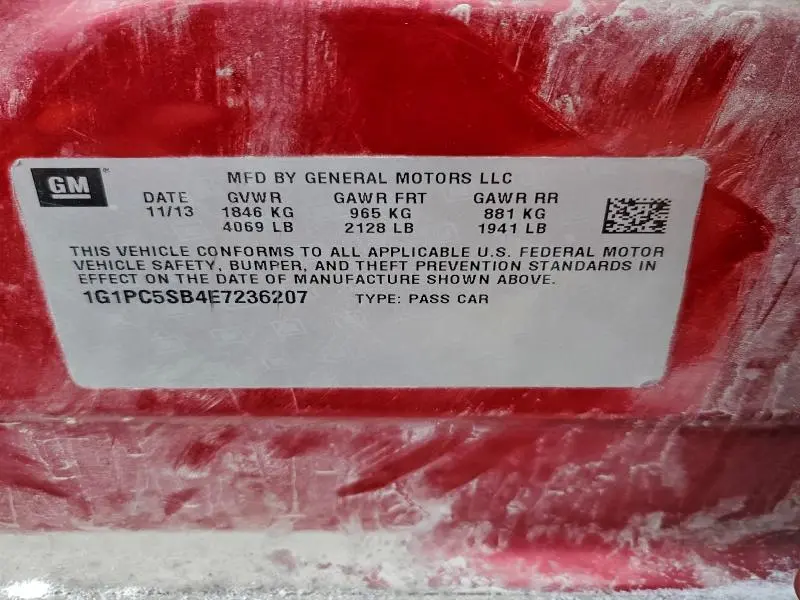 GM
MFD BY GENERAL MOTORS LLC
DATE GVWR GAWR FRT GAWR RR
11/13 1846 KG 965 KG 881 KG
4069 LB 2128 LB 1941 LB
THIS VEHICLE CONFORMS TO ALL APPLICABLE U.S. FEDERAL MOTOR
VEHICLE SAFETY, BUMPER, AND THEFT PREVENTION STANDARDS IN
EFFECT ON THE DATE OF MANUFACTURE SHOWN ABOVE.
1G1PC5SB4E7236207 TYPE: PASS CAR